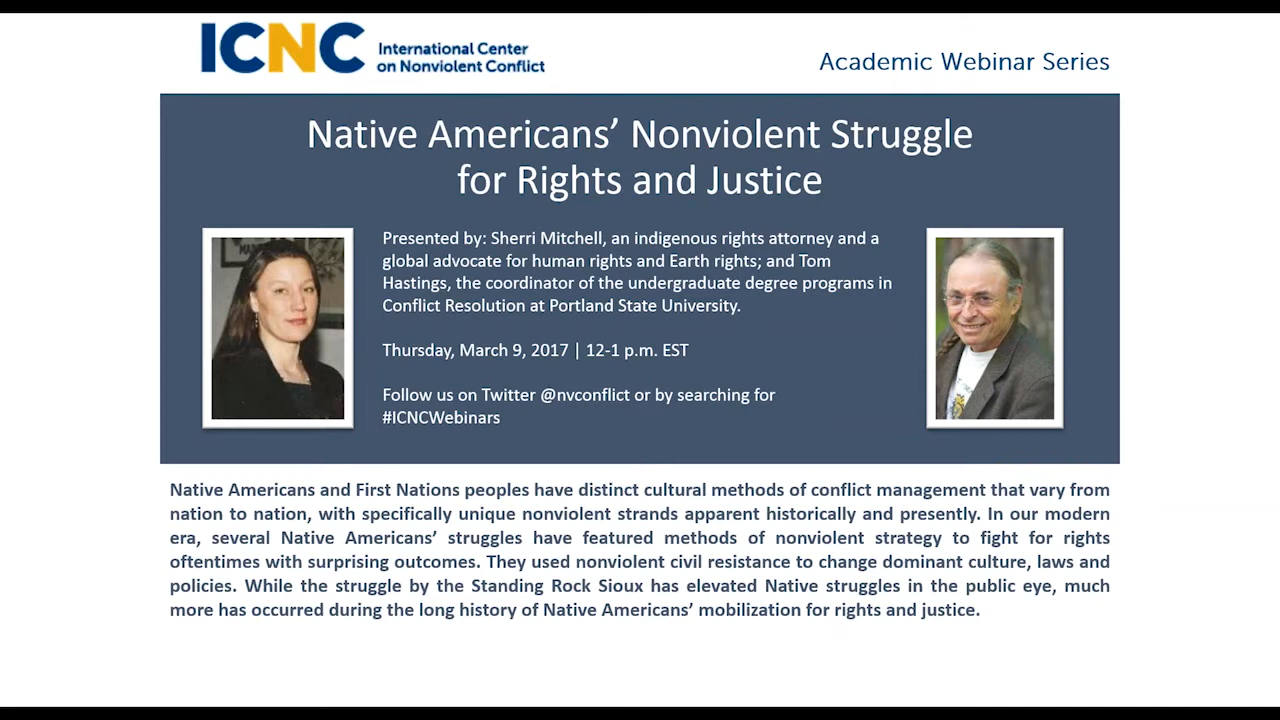 ICNC
International Center
on Nonviolent Conflict
Academic Webinar Series
Native Americans’ Nonviolent Struggle
for Rights and Justice
Presented by: Sherri Mitchell, an indigenous rights attorney and a
global advocate for human rights and Earth rights; and Tom
Hastings, the coordinator of the undergraduate degree programs in
Conflict Resolution at Portland State University.
Thursday, March 9, 2017 | 12-1 p.m. EST
Follow us on Twitter @nvconflict or by searching for
#ICNCWebinars
Native Americans and First Nations peoples have distinct cultural methods of conflict management that vary from
nation to nation, with specifically unique nonviolent strands apparent historically and presently. In our modern
era, several Native Americans’ struggles have featured methods of nonviolent strategy to fight for rights
oftentimes with surprising outcomes. They used nonviolent civil resistance to change dominant culture, laws and
policies. While the struggle by the Standing Rock Sioux has elevated Native struggles in the public eye, much
more has occurred during the long history of Native Americans’ mobilization for rights and justice.